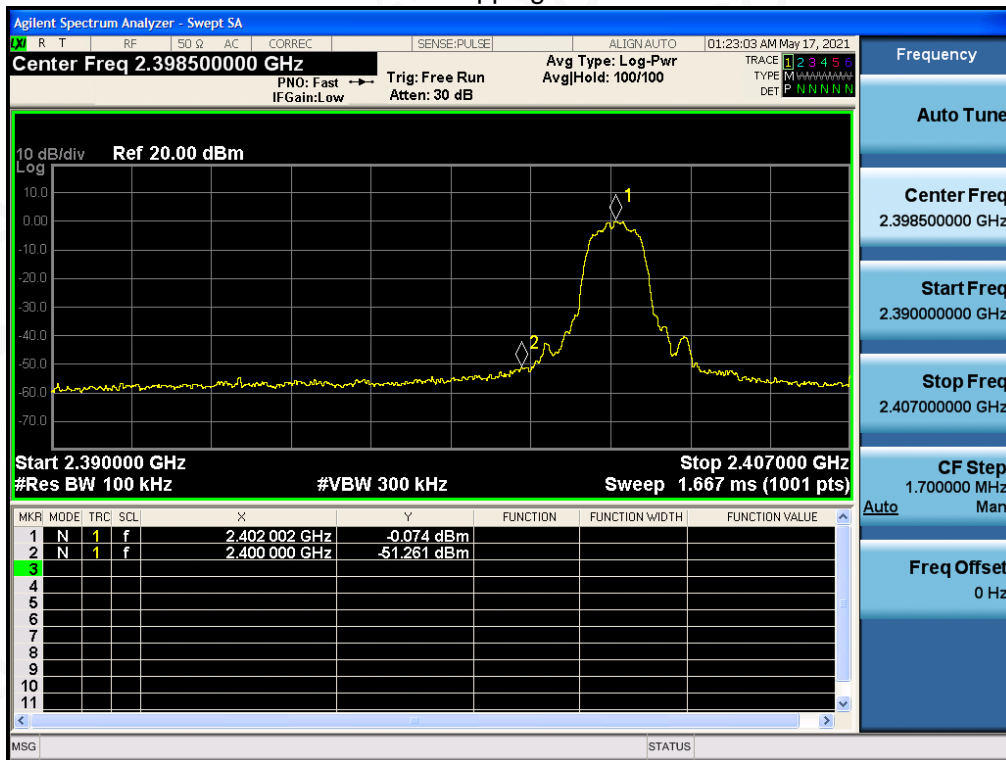 pping
Agilent Spectrum Analyzer - Swept SA
LXI R T RF 50 Ω AC CORREC SENSE:PULSE ALIGN AUTO 01:23:03 AM May 17, 2021
Center Freq 2.398500000 GHz
PNO: Fast
IFGain:Low
Trig: Free Run
Atten: 30 dB
Avg Type: Log-Pwr
Avg|Hold: 100/100
TRACE 1 2 3 4 5 6
TYPE M WWWWW
DET P N N N N N
10 dB/div Ref 20.00 dBm
Log
10.0
0.00
-10.0
-20.0
-30.0
-40.0
-50.0
-60.0
-70.0
1
2
Start 2.390000 GHz Stop 2.407000 GHz
#Res BW 100 kHz #VBW 300 kHz Sweep 1.667 ms (1001 pts)
MKR MODE TRC SCL X Y FUNCTION FUNCTION WIDTH FUNCTION VALUE
1 N 1 f 2.402 002 GHz -0.074 dBm
2 N 1 f 2.400 000 GHz -51.261 dBm
3
4
5
6
7
8
9
10
11
MSG STATUS
Frequency
Auto Tune
Center Freq
2.398500000 GHz
Start Freq
2.390000000 GHz
Stop Freq
2.407000000 GHz
CF Step
1.700000 MHz
Auto Man
Freq Offset
0 Hz